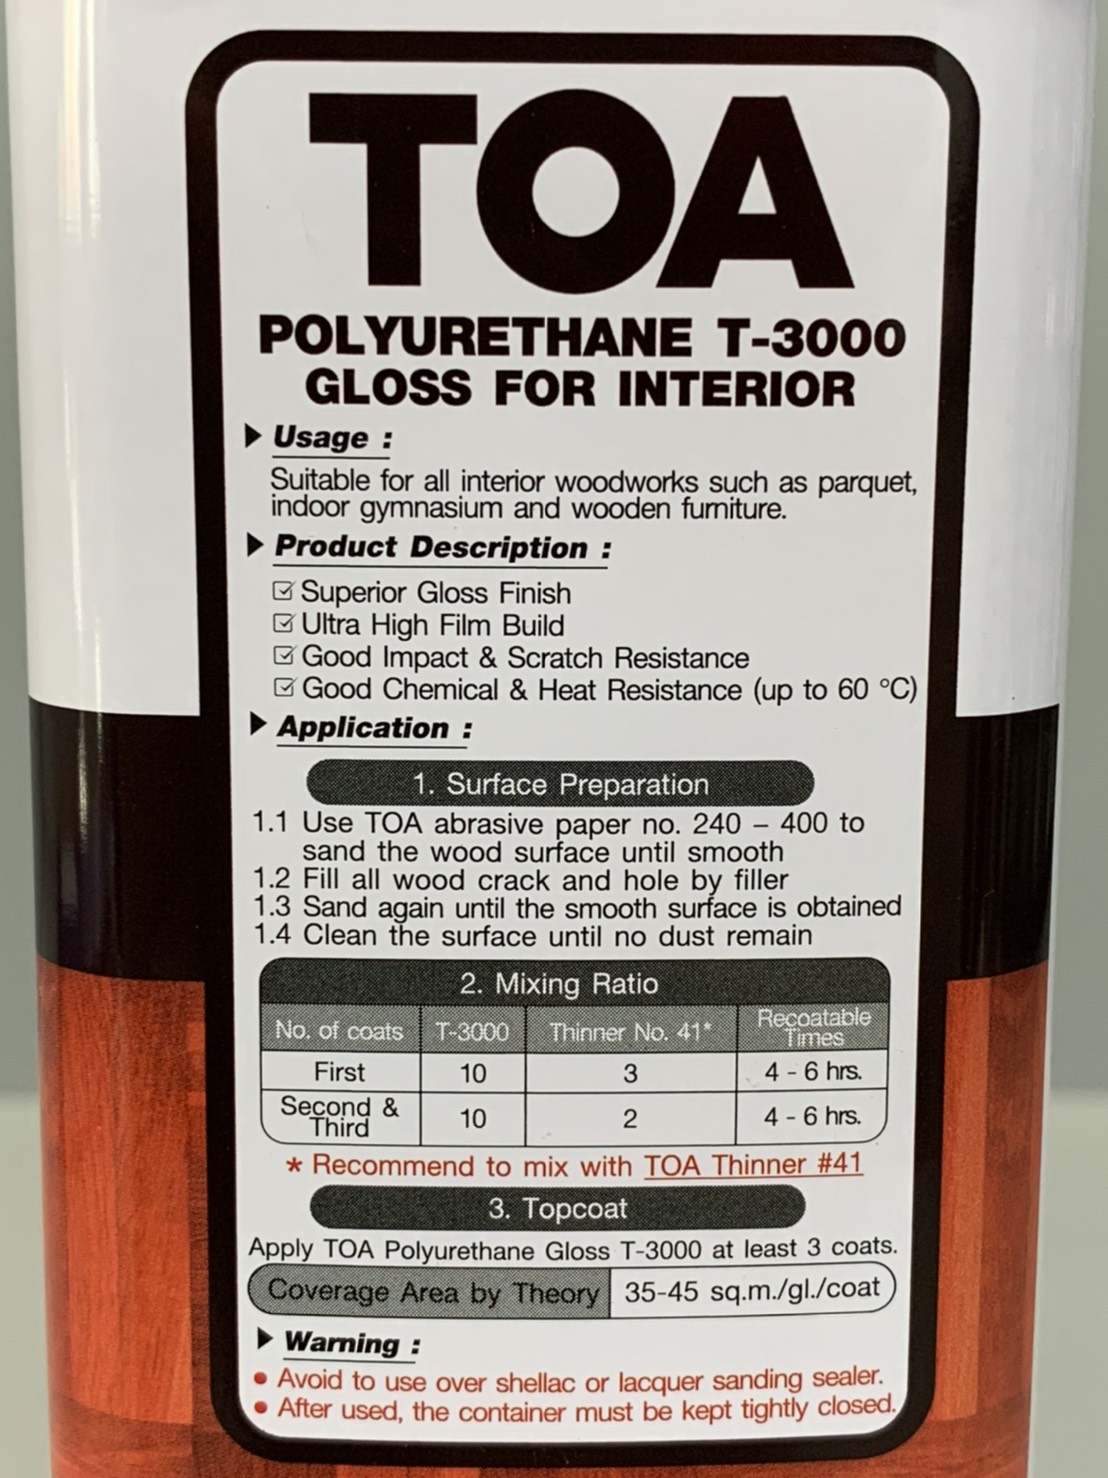 TOA
POLYURETHANE T-3000
GLOSS FOR INTERIOR
Usage :
Suitable for all interior woodworks such as parquet,
indoor gymnasium and wooden furniture.
Product Description :
Superior Gloss Finish
Ultra High Film Build
Good Impact & Scratch Resistance
Good Chemical & Heat Resistance (up to 60 °C)
Application :
1. Surface Preparation
1.1 Use TOA abrasive paper no. 240 – 400 to
sand the wood surface until smooth
1.2 Fill all wood crack and hole by filler
1.3 Sand again until the smooth surface is obtained
1.4 Clean the surface until no dust remain
2. Mixing Ratio
No. of coats T-3000 Thinner No. 41* Recoatable
Times
First 10 3 4 - 6 hrs.
Second &
Third 10 2 4 - 6 hrs.
* Recommend to mix with TOA Thinner #41
3. Topcoat
Apply TOA Polyurethane Gloss T-3000 at least 3 coats.
Coverage Area by Theory 35-45 sq.m./gl./coat
Warning :
• Avoid to use over shellac or lacquer sanding sealer.
• After used, the container must be kept tightly closed.